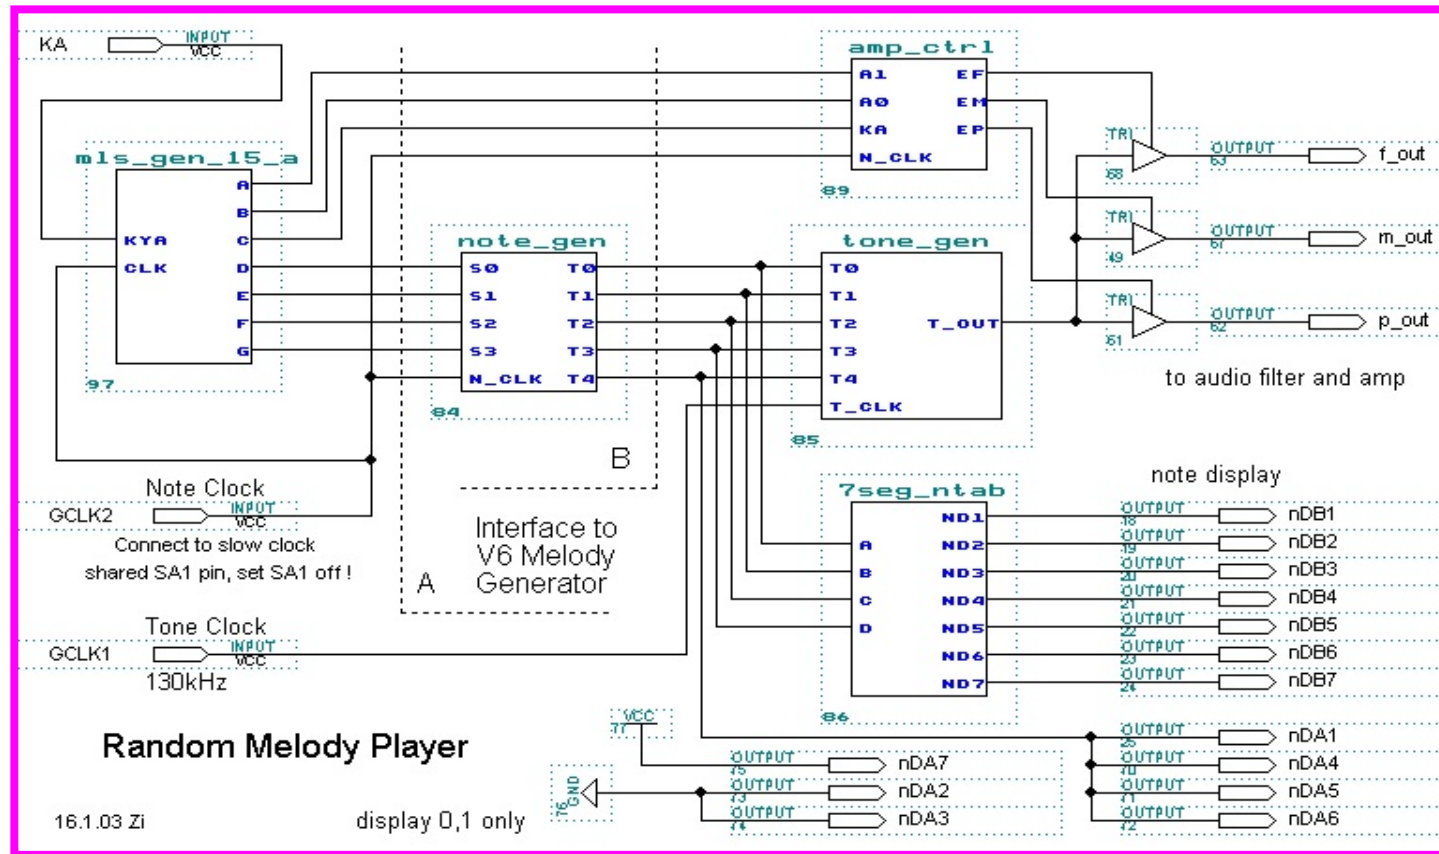 KA INPUT VCC
mls_gen_15_a
A
B
KYA C
CLK D
E
F
G
97
amp_ctrl
A1 EF
A0 EM
KA EP
N_CLK
89
note_gen
S0 T0
S1 T1
S2 T2
S3 T3
N_CLK T4
84
tone_gen
T0
T1
T2 T_OUT
T3
T4
T_CLK
85
TRI
68
OUTPUT
63
f_out
TRI
49
OUTPUT
67
m_out
TRI
61
OUTPUT
62
p_out
to audio filter and amp
A
B
Interface to
V6 Melody
Generator
Note Clock
GCLK2 INPUT VCC
Connect to slow clock
shared SA1 pin, set SA1 off !
Tone Clock
GCLK1 INPUT VCC
130kHz
7seg_ntab
ND1
A ND2
B ND3
C ND4
D ND5
ND6
ND7
86
note display
OUTPUT 18 nDB1
OUTPUT 19 nDB2
OUTPUT 20 nDB3
OUTPUT 21 nDB4
OUTPUT 22 nDB5
OUTPUT 23 nDB6
OUTPUT 24 nDB7
OUTPUT 25 nDA1
OUTPUT 70 nDA4
OUTPUT 71 nDA5
OUTPUT 72 nDA6
VCC
77
OUTPUT 75 nDA7
GND
76
OUTPUT 73 nDA2
OUTPUT 74 nDA3
Random Melody Player
16.1.03 Zi
display 0,1 only